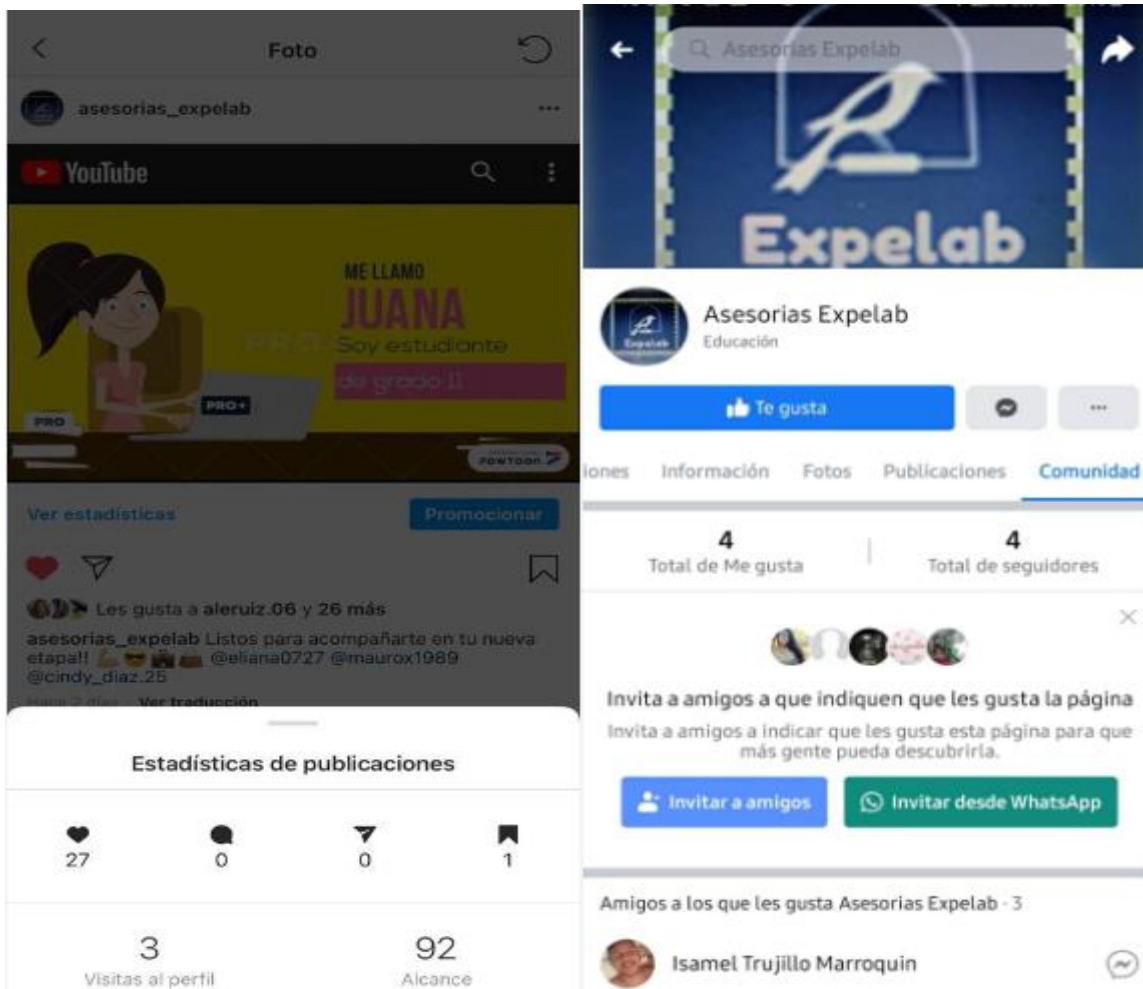 Foto
asesorias_expelab
YouTube
ME LLAMO
JUANA
Soy estudiante
de grado 11
PRO+
PRO
POWTOON
Ver estadísticas
Promocionar
Les gusta a aleruiz.06 y 26 más
asesorias_expelab Listos para acompañarte en tu nueva
etapa!! @eliana0727 @maurox1989
@cindy_diaz.25
Hace 2 días · Ver traducción
Estadísticas de publicaciones
27
0
0
1
3
92
Visitas al perfil
Alcance
Asesorias Expelab
Expelab
Expelab
Asesorias Expelab
Educación
Te gusta
iones Información Fotos Publicaciones Comunidad
4
4
Total de Me gusta
Total de seguidores
Invita a amigos a que indiquen que les gusta la página
Invita a amigos a indicar que les gusta esta página para que
más gente pueda descubrirla.
Invitar a amigos
Invitar desde WhatsApp
Amigos a los que les gusta Asesorias Expelab · 3
Isamel Trujillo Marroquin